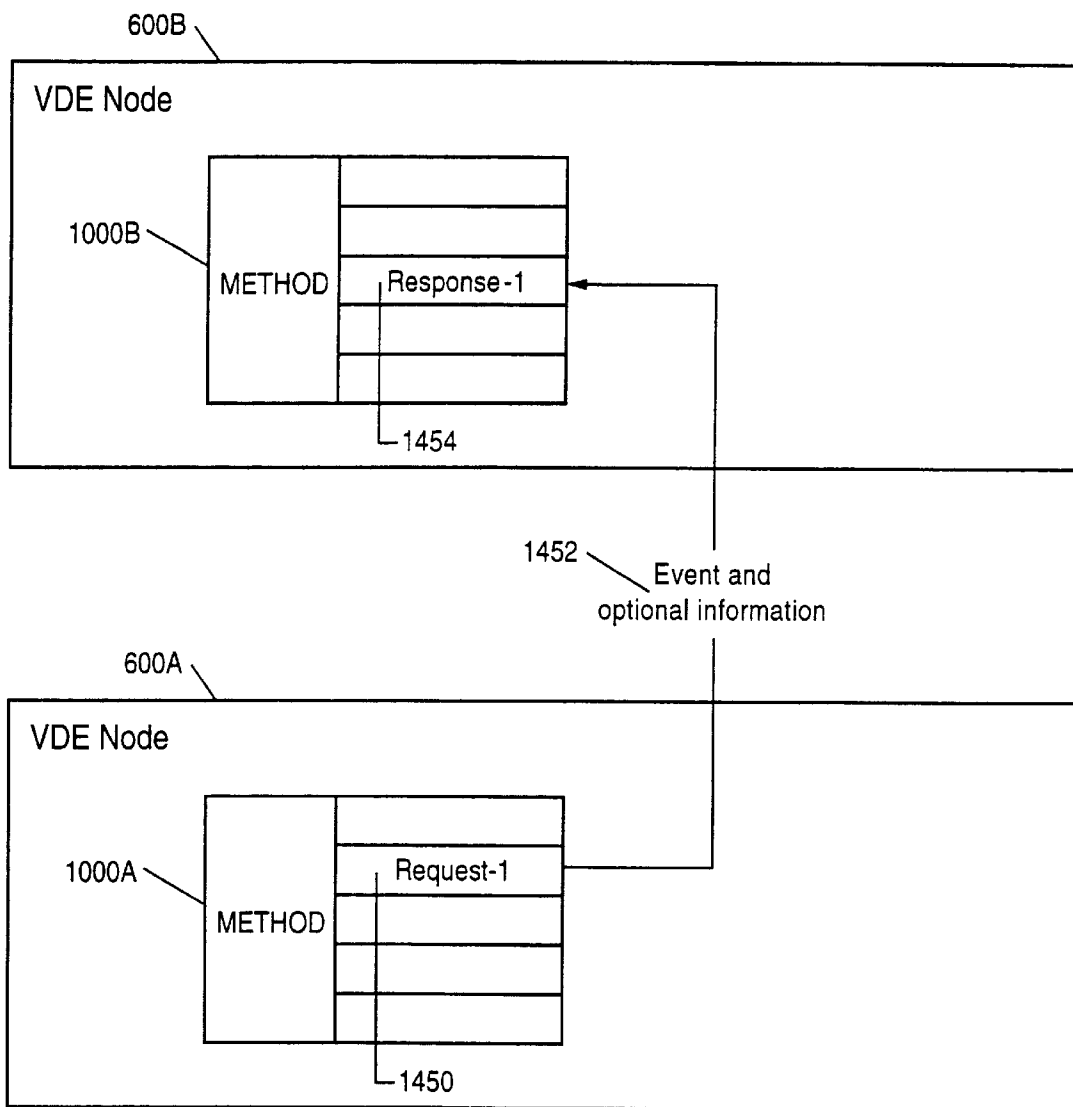 600B
VDE Node
1000B
METHOD
Response-1
1454
1452
Event and
optional information
600A
VDE Node
1000A
METHOD
Request-1
1450